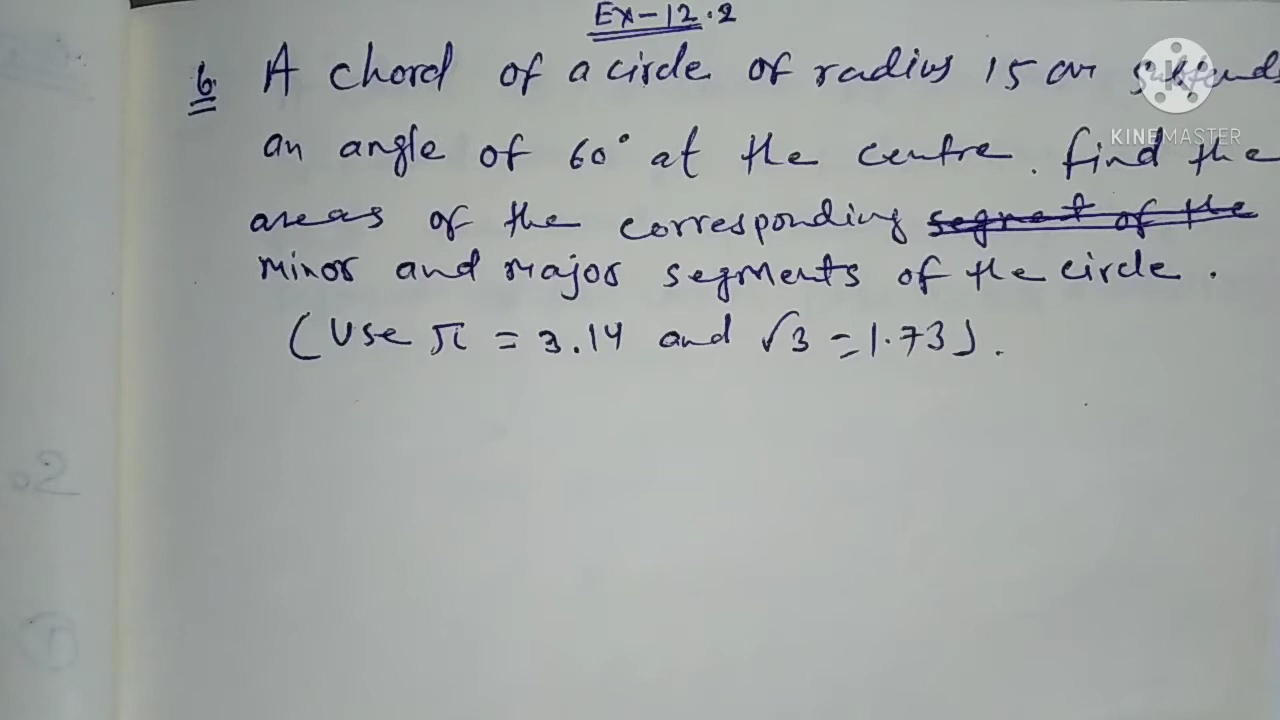 Ex-12.2
6 A chord of a circle of radius 15 cm subtends
an angle of 60° at the centre. find the
areas of the corresponding segment of the
minor and major segments of the circle.
(Use π = 3.14 and √3 = 1.73).
KINEMASTER
.2